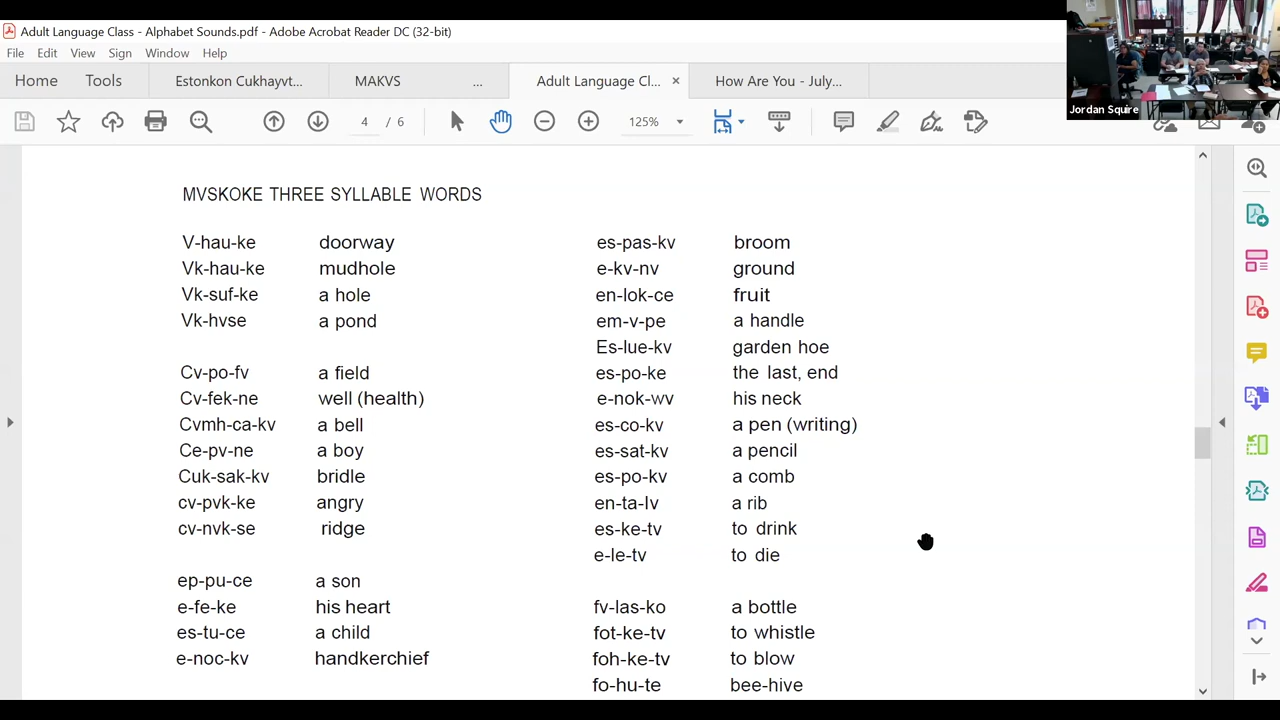 Adult Language Class - Alphabet Sounds.pdf - Adobe Acrobat Reader DC (32-bit)
File Edit View Sign Window Help
Home Tools Estonkon Cukhayvt... MAKVS ... Adult Language Cl... × How Are You - July...
4 / 6 125%
Jordan Squire
MVSKOKE THREE SYLLABLE WORDS
V-hau-ke doorway
Vk-hau-ke mudhole
Vk-suf-ke a hole
Vk-hvse a pond
Cv-po-fv a field
Cv-fek-ne well (health)
Cvmh-ca-kv a bell
Ce-pv-ne a boy
Cuk-sak-kv bridle
cv-pvk-ke angry
cv-nvk-se ridge
ep-pu-ce a son
e-fe-ke his heart
es-tu-ce a child
e-noc-kv handkerchief
es-pas-kv broom
e-kv-nv ground
en-lok-ce fruit
em-v-pe a handle
Es-lue-kv garden hoe
es-po-ke the last, end
e-nok-wv his neck
es-co-kv a pen (writing)
es-sat-kv a pencil
es-po-kv a comb
en-ta-lv a rib
es-ke-tv to drink
e-le-tv to die
fv-las-ko a bottle
fot-ke-tv to whistle
foh-ke-tv to blow
fo-hu-te bee-hive